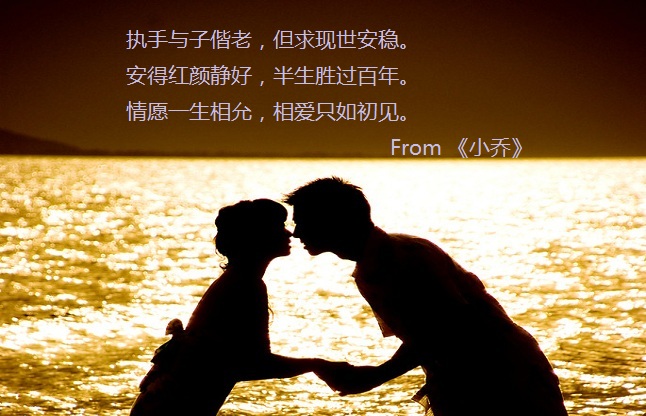 执手与子偕老，但求现世安稳。
安得红颜静好，半生胜过百年。
情愿一生相允，相爱只如初见。
From 《小乔》